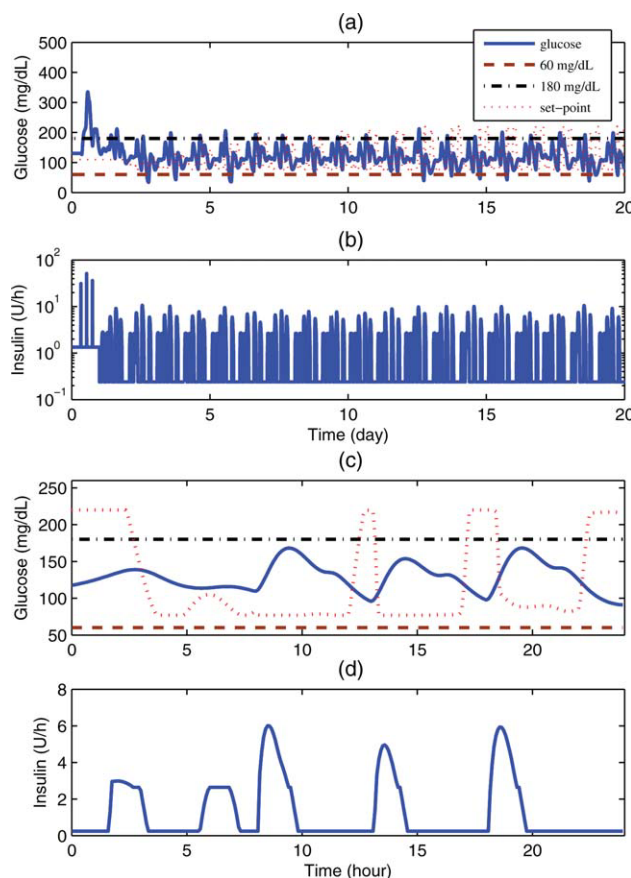 (a)
500
400
300
200
100
0
Glucose (mg/dL)
glucose
60 mg/dL
180 mg/dL
set-point
0
5
10
15
20
(b)
10²
10¹
10⁰
10⁻¹
Insulin (U/h)
0
5
10
15
20
Time (day)
(c)
250
200
150
100
50
Glucose (mg/dL)
0
5
10
15
20
(d)
8
6
4
2
0
Insulin (U/h)
0
5
10
15
20
Time (hour)